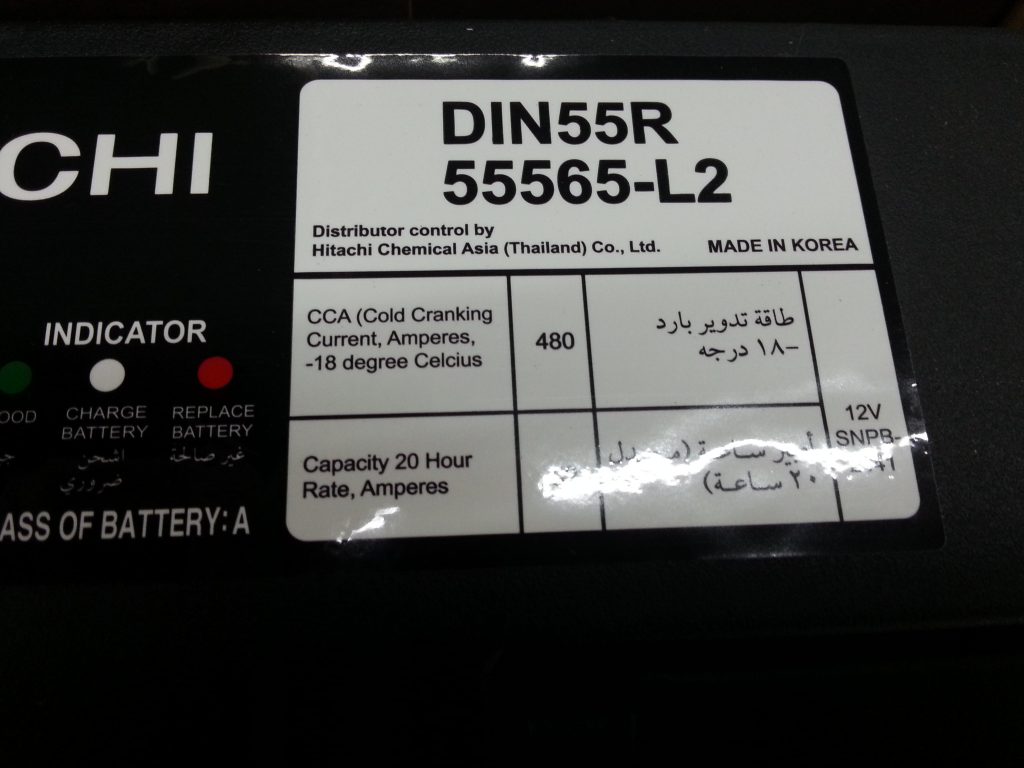 CHI
DIN55R
55565-L2
Distributor control by
Hitachi Chemical Asia (Thailand) Co., Ltd.
MADE IN KOREA
CCA (Cold Cranking
Current, Amperes,
-18 degree Celcius
480
طاقة تدوير بارد
–١٨ درجه
Capacity 20 Hour
Rate, Amperes
ساعة
٢٠ ساعة)
12V
SNPB-
INDICATOR
OOD
CHARGE
BATTERY
REPLACE
BATTERY
اشحن
ضروري
غير صالحة
ASS OF BATTERY: A